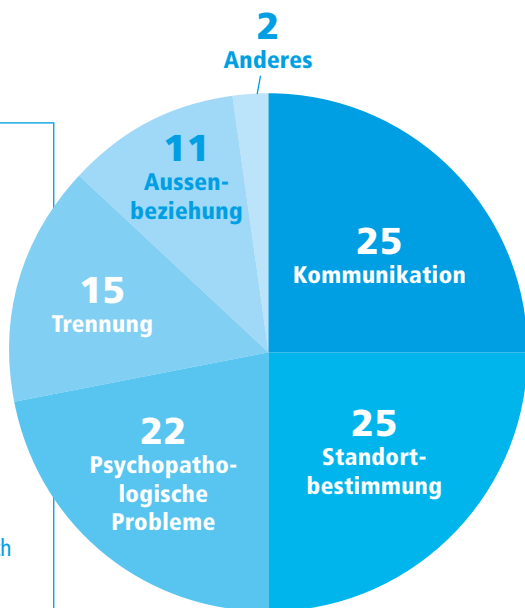 2
Anderes
11
Aussen-
beziehung
25
Kommunikation
15
Trennung
25
Standort-
bestimmung
22
Psychopatho-
logische
Probleme